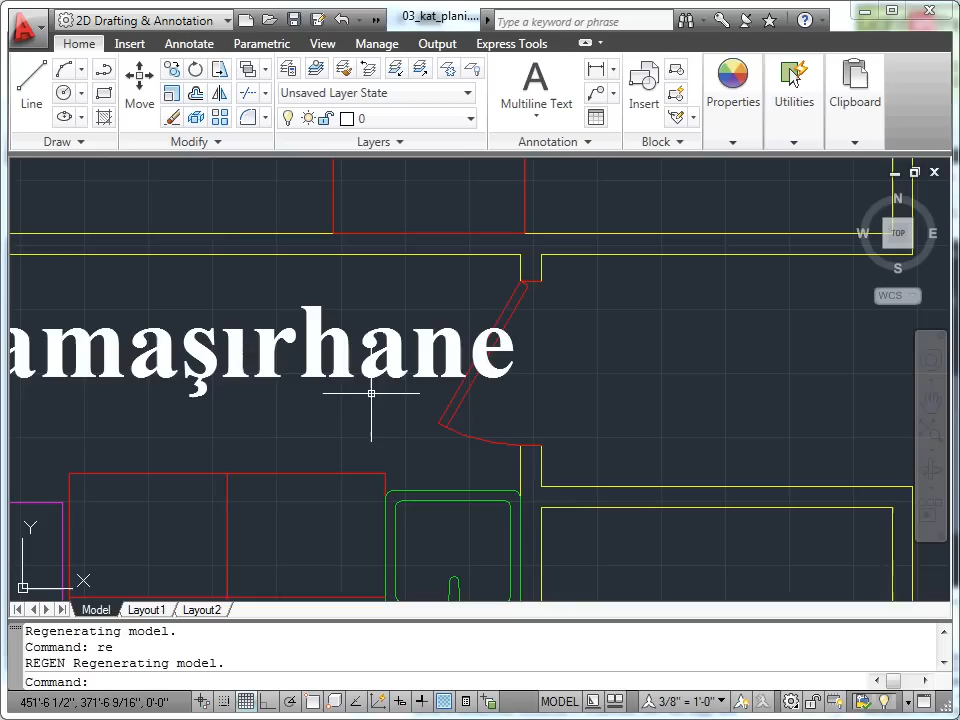 2D Drafting & Annotation
03_kat_plani....
Type a keyword or phrase
Home Insert Annotate Parametric View Manage Output Express Tools
Line
Move
Unsaved Layer State
0
Multiline Text
Insert
Properties
Utilities
Clipboard
Draw
Modify
Layers
Annotation
Block
N
W
TOP
E
S
WCS
amaşırhane
Y
X
Model Layout1 Layout2
Regenerating model.
Command: re
REGEN Regenerating model.
Command:
451'-6 1/2", 371'-6 9/16", 0'-0"
MODEL
3/8" = 1'-0"